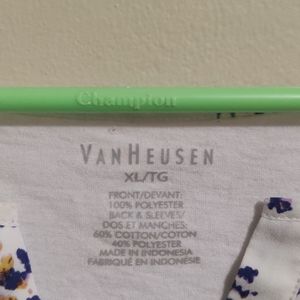 Champion
VANHEUSEN
XL/TG
FRONT/DEVANT:
100% POLYESTER
BACK & SLEEVES/
DOS ET MANCHES:
60% COTTON/COTON
40% POLYESTER
MADE IN INDONESIA
FABRIQUÉ EN INDONÉSIE